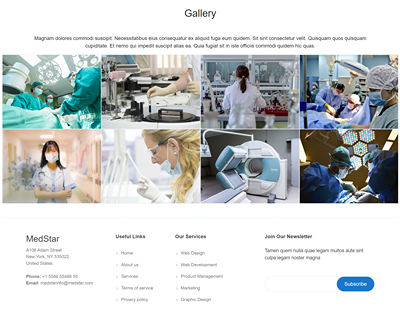 Gallery
Magnam dolores commodi suscipit. Necessitatibus eius consequatur ex aliquid fuga eum quidem. Sit sint consectetur velit. Quisquam quos quisquam
cupiditate. Et nemo qui impedit suscipit alias ea. Quia fugiat sit in iste officiis commodi quidem hic quas.
MedStar
A108 Adam Street
New York, NY 535022
United States
Phone: +1 5589 55488 55
Email: medstarinfo@medstar.com
Useful Links
Home
About us
Services
Terms of service
Privacy policy
Our Services
Web Design
Web Development
Product Management
Marketing
Graphic Design
Join Our Newsletter
Tamen quem nulla quae legam multos aute sint
culpa legam noster magna
Subscribe